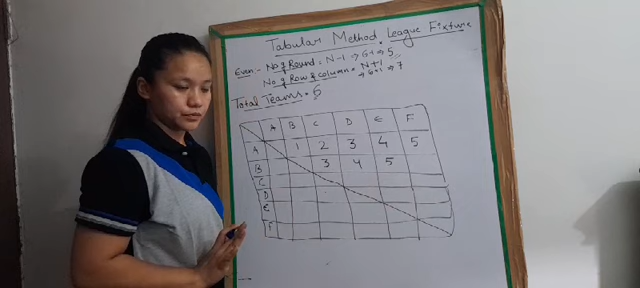 Tabular Method. League Fixture
Even:- No of Round = N-1 → 6-1 → 5
No of Row & column = N+1
→ 6+1 → 7
Total Teams = 6
A B C D E F
A 1 2 3 4 5
B 3 4 5
C
D
E
F